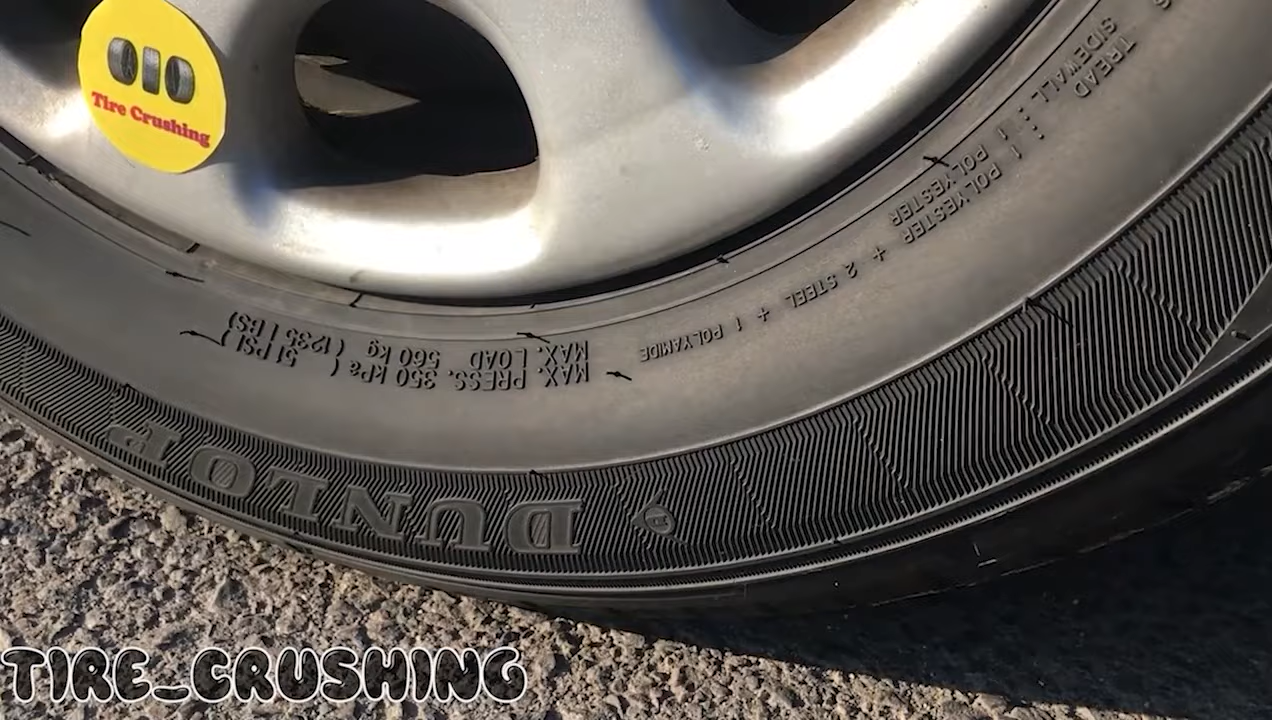 Tire Crushing
TREAD : 1 POLYESTER + 2 STEEL + 1 POLYAMIDE
SIDEWALL : 1 POLYESTER
MAX. LOAD 560 kg (1235 LBS)
MAX. PRESS. 350 kPa (51 PSI)
DUNLOP
TIRE_CRUSHING